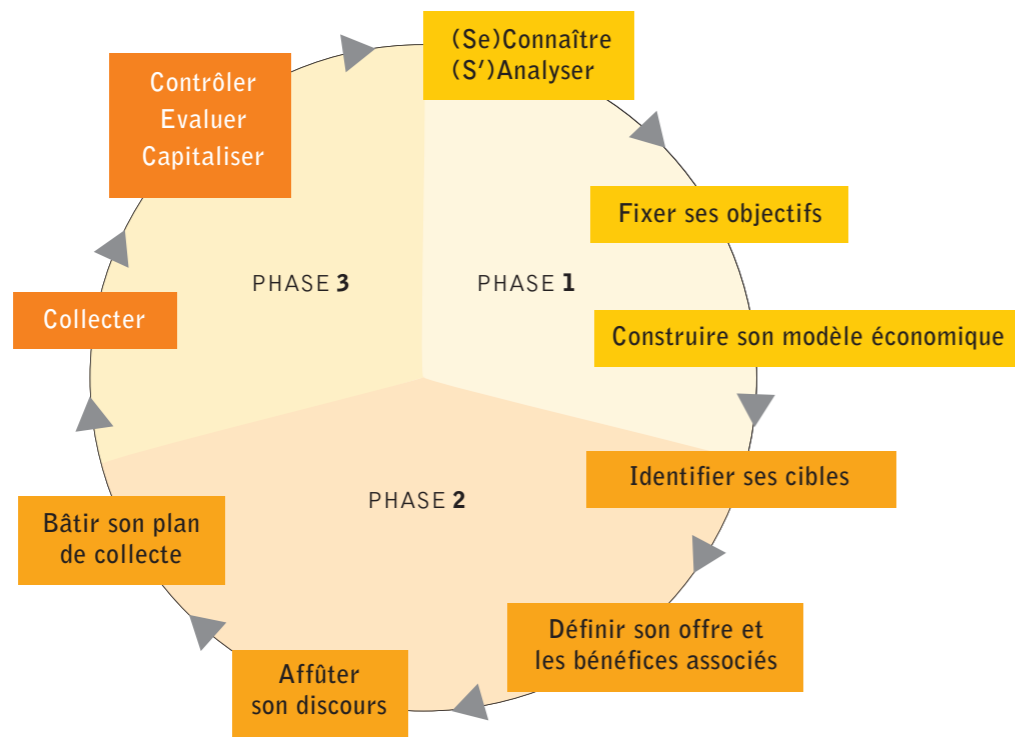 (Se)Connaître
(S’)Analyser
Fixer ses objectifs
Construire son modèle économique
Identifier ses cibles
Définir son offre et
les bénéfices associés
Affûter
son discours
Bâtir son plan
de collecte
Collecter
Contrôler
Evaluer
Capitaliser
PHASE 1
PHASE 2
PHASE 3